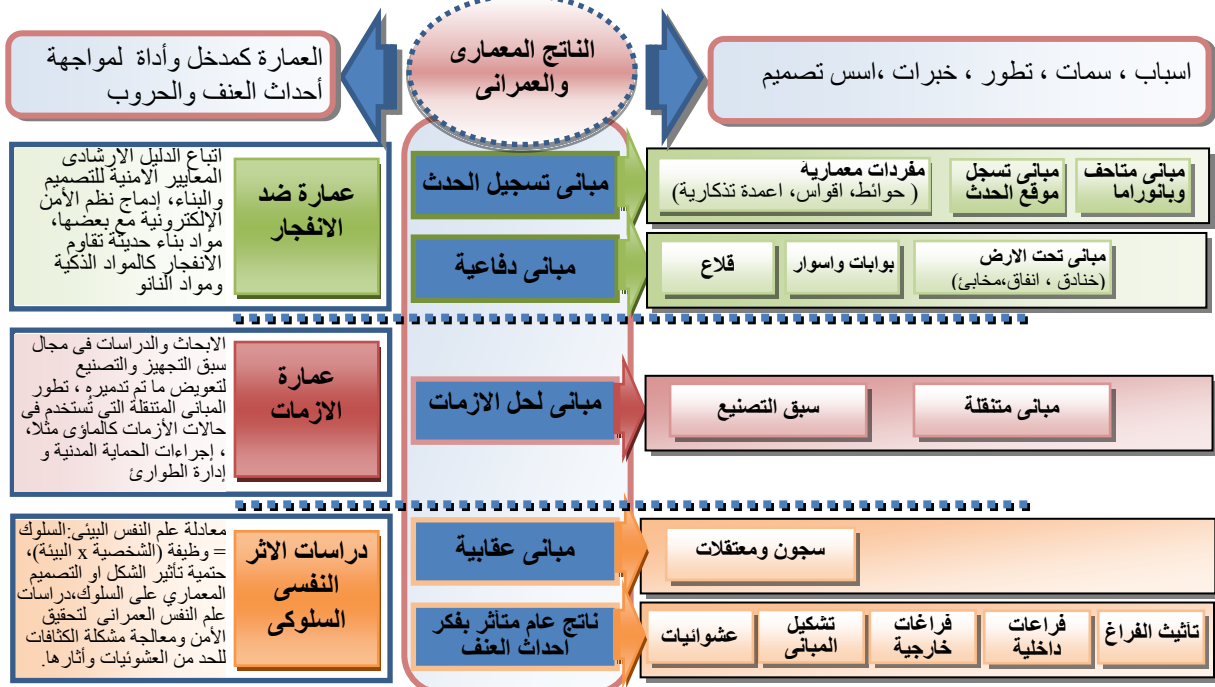 الناتج المعمارى
والعمرانى
اسباب ، سمات ، تطور ، خبرات ،اسس تصميم
العمارة كمدخل وأداة لمواجهة
أحداث العنف والحروب
مبانى تسجيل الحدث
مبانى متاحف
وبانوراما
مبانى تسجل
موقع الحدث
مفردات معمارية
( حوائط، اقواس، اعمدة تذكارية)
مبانى دفاعية
مبانى تحت الارض
(خنادق ، انفاق،مخابئ)
بوابات واسوار
قلاع
عمارة ضد
الانفجار
اتباع الدليل الارشادى
المعايير الامنية للتصميم
والبناء، إدماج نظم الأمن
الإلكترونية مع بعضها،
مواد بناء حديثة تقاوم
الانفجار كالمواد الذكية
ومواد النانو
مبانى لحل الازمات
مبانى متنقلة
سبق التصنيع
عمارة
الازمات
الابحاث والدراسات فى مجال
سبق التجهيز والتصنيع
لتعويض ما تم تدميره ، تطور
المبانى المتنقلة التي تُستخدم فى
حالات الأزمات كالمأوى مثلا،
، إجراءات الحماية المدنية و
إدارة الطوارئ
مبانى عقابية
سجون ومعتقلات
ناتج عام متأثر بفكر
احداث العنف
تاثيث الفراغ
فراعات
داخلية
فراغات
خارجية
تشكيل
المبانى
عشوائيات
دراسات الاثر
النفسى
السلوكى
معادلة علم النفس البيئى:السلوك
= وظيفة (الشخصية x البيئة)،
حتمية تأثير الشكل او التصميم
المعماري على السلوك،دراسات
علم النفس العمرانى لتحقيق
الأمن ومعالجة مشكلة الكثافات
للحد من العشوئيات وأثارها.